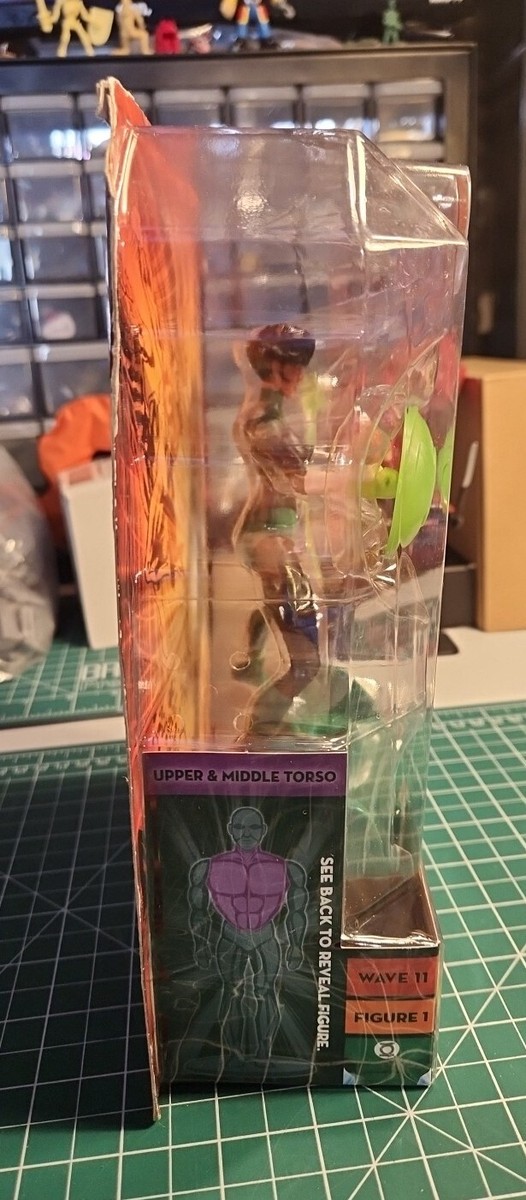 UPPER & MIDDLE TORSO
SEE BACK TO REVEAL FIGURE.
WAVE 11
FIGURE 1